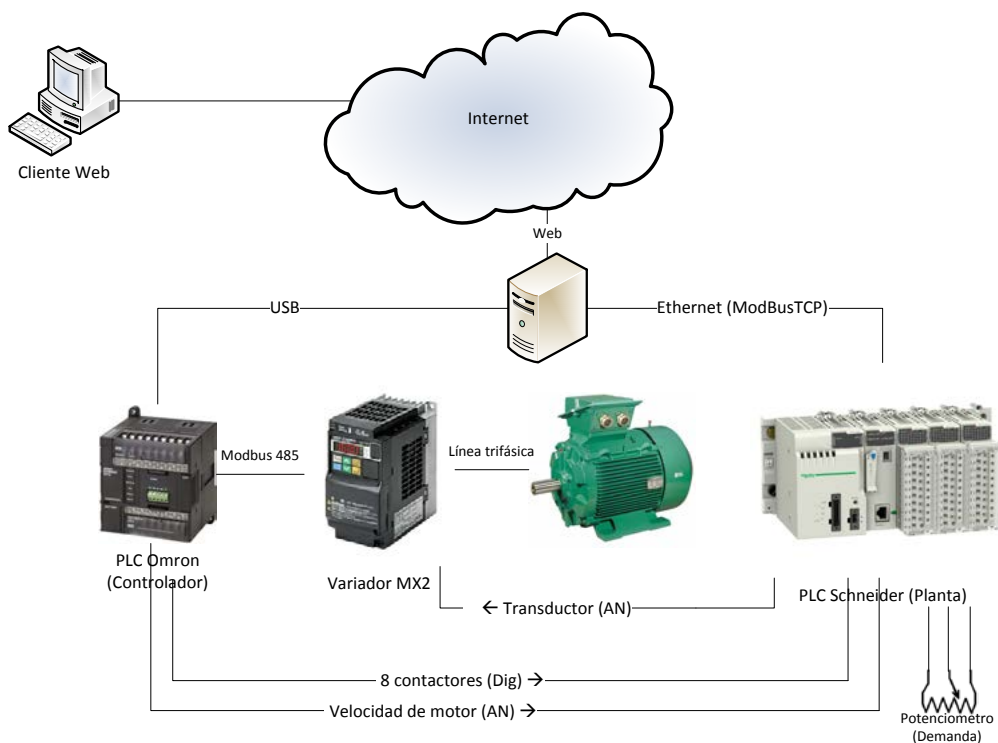 Internet
Cliente Web
Web
USB
Ethernet (ModBusTCP)
Modbus 485
Línea trifásica
PLC Omron
(Controlador)
Variador MX2
PLC Schneider (Planta)
← Transductor (AN)
8 contactores (Dig) →
Velocidad de motor (AN) →
Potenciometro
(Demanda)